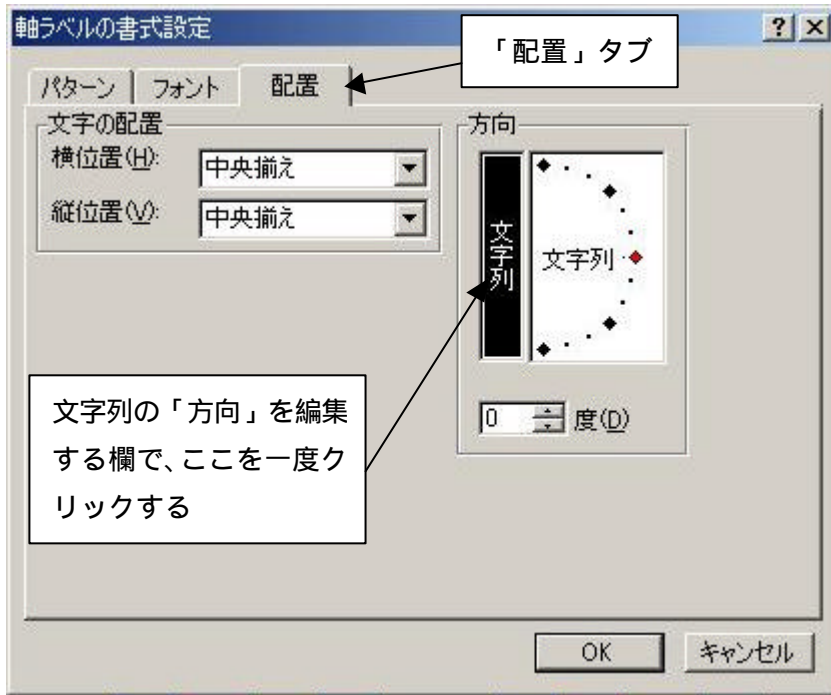 軸ラベルの書式設定
「配置」タブ
パターン フォント 配置
文字の配置
横位置(H): 中央揃え
縦位置(V): 中央揃え
方向
文字列
文字列
0 度(D)
文字列の「方向」を編集
する欄で、ここを一度ク
リックする
OK キャンセル